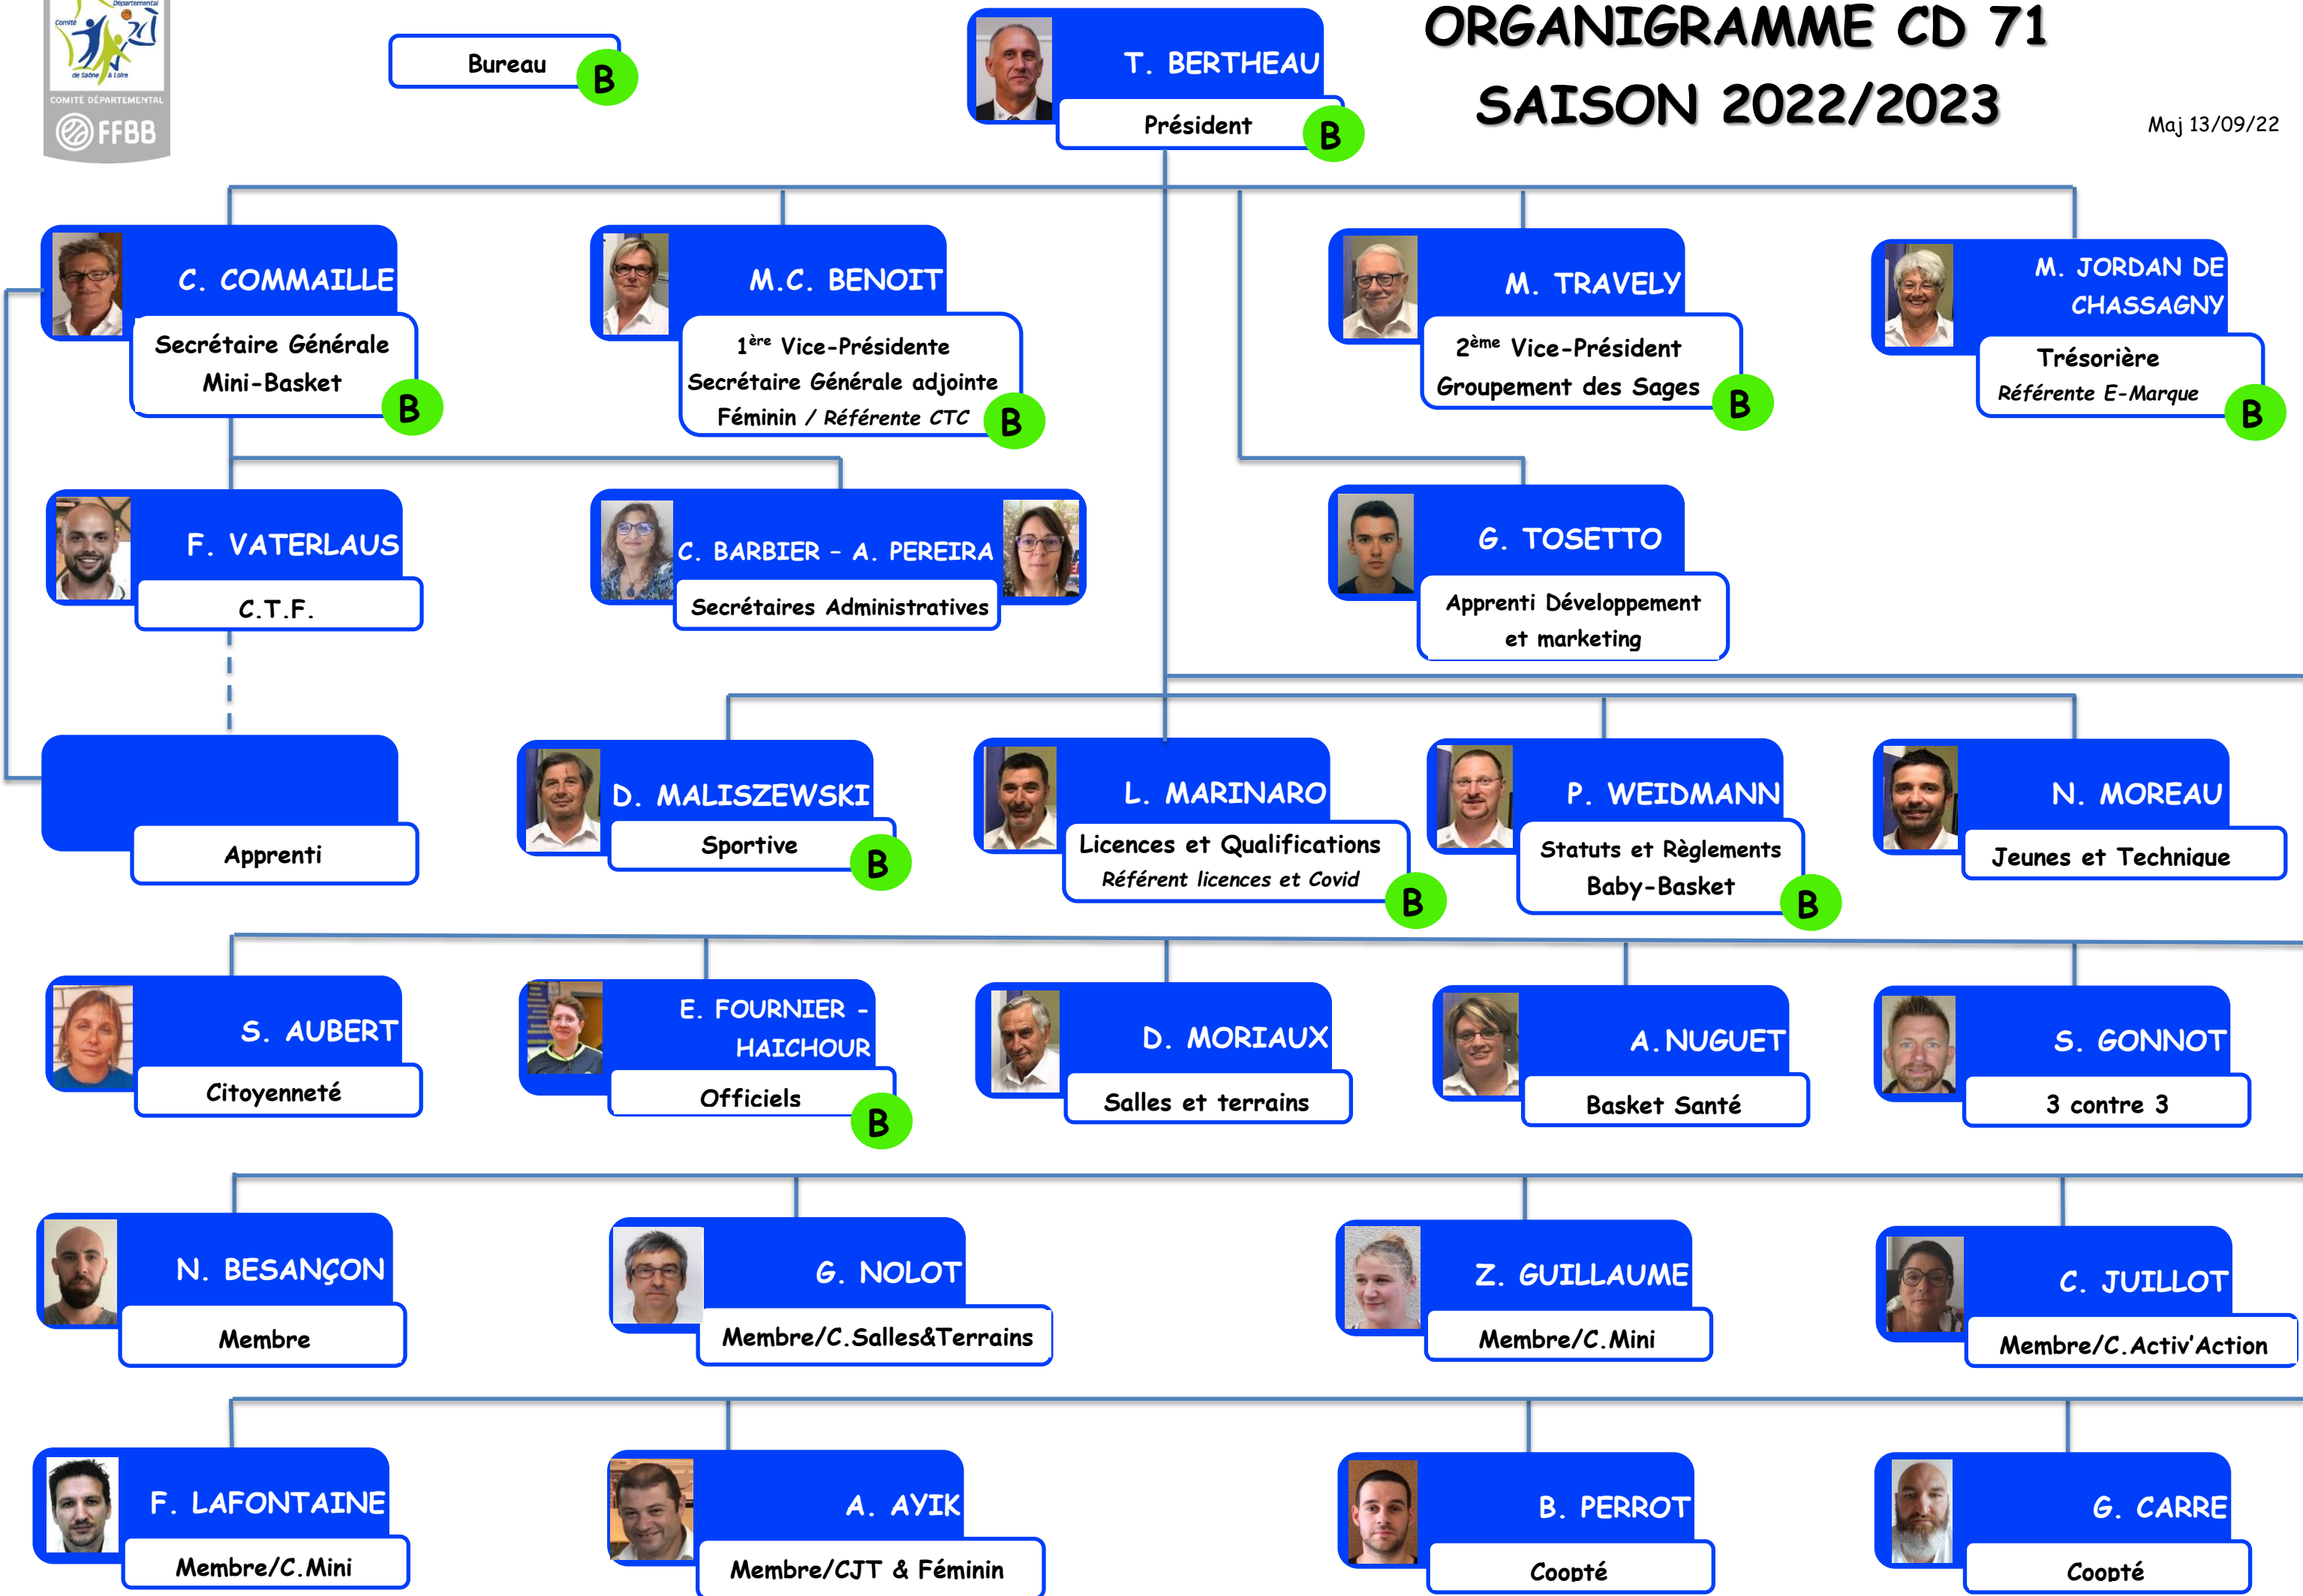 Départemental
Comité
de Saône & Loire
COMITÉ DÉPARTEMENTAL
FFBB
Bureau
B
T. BERTHEAU
Président
B
ORGANIGRAMME CD 71
SAISON 2022/2023
Maj 13/09/22
C. COMMAILLE
Secrétaire Générale
Mini-Basket
B
M.C. BENOIT
1ère Vice-Présidente
Secrétaire Générale adjointe
Féminin / Référente CTC
B
M. TRAVELY
2ème Vice-Président
Groupement des Sages
B
M. JORDAN DE
CHASSAGNY
Trésorière
Référente E-Marque
B
F. VATERLAUS
C.T.F.
C. BARBIER - A. PEREIRA
Secrétaires Administratives
G. TOSETTO
Apprenti Développement
et marketing
Apprenti
D. MALISZEWSKI
Sportive
B
L. MARINARO
Licences et Qualifications
Référent licences et Covid
B
P. WEIDMANN
Statuts et Règlements
Baby-Basket
B
N. MOREAU
Jeunes et Technique
S. AUBERT
Citoyenneté
E. FOURNIER -
HAICHOUR
Officiels
B
D. MORIAUX
Salles et terrains
A.NUGUET
Basket Santé
S. GONNOT
3 contre 3
N. BESANÇON
Membre
G. NOLOT
Membre/C.Salles&Terrains
Z. GUILLAUME
Membre/C.Mini
C. JUILLOT
Membre/C.Activ'Action
F. LAFONTAINE
Membre/C.Mini
A. AYIK
Membre/CJT & Féminin
B. PERROT
Coopté
G. CARRE
Coopté